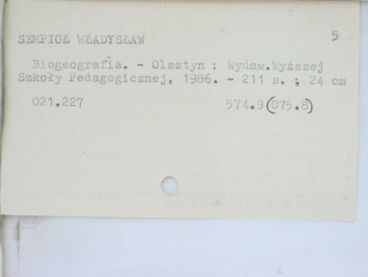 SEMPIOŁ WŁADYSŁAW 5
Biogeografia. - Olsztyn : Wydaw.Wyższej
Szkoły Pedagogicznej, 1986. - 211 s. ; 24 cm
021.227 574.9(075.8)